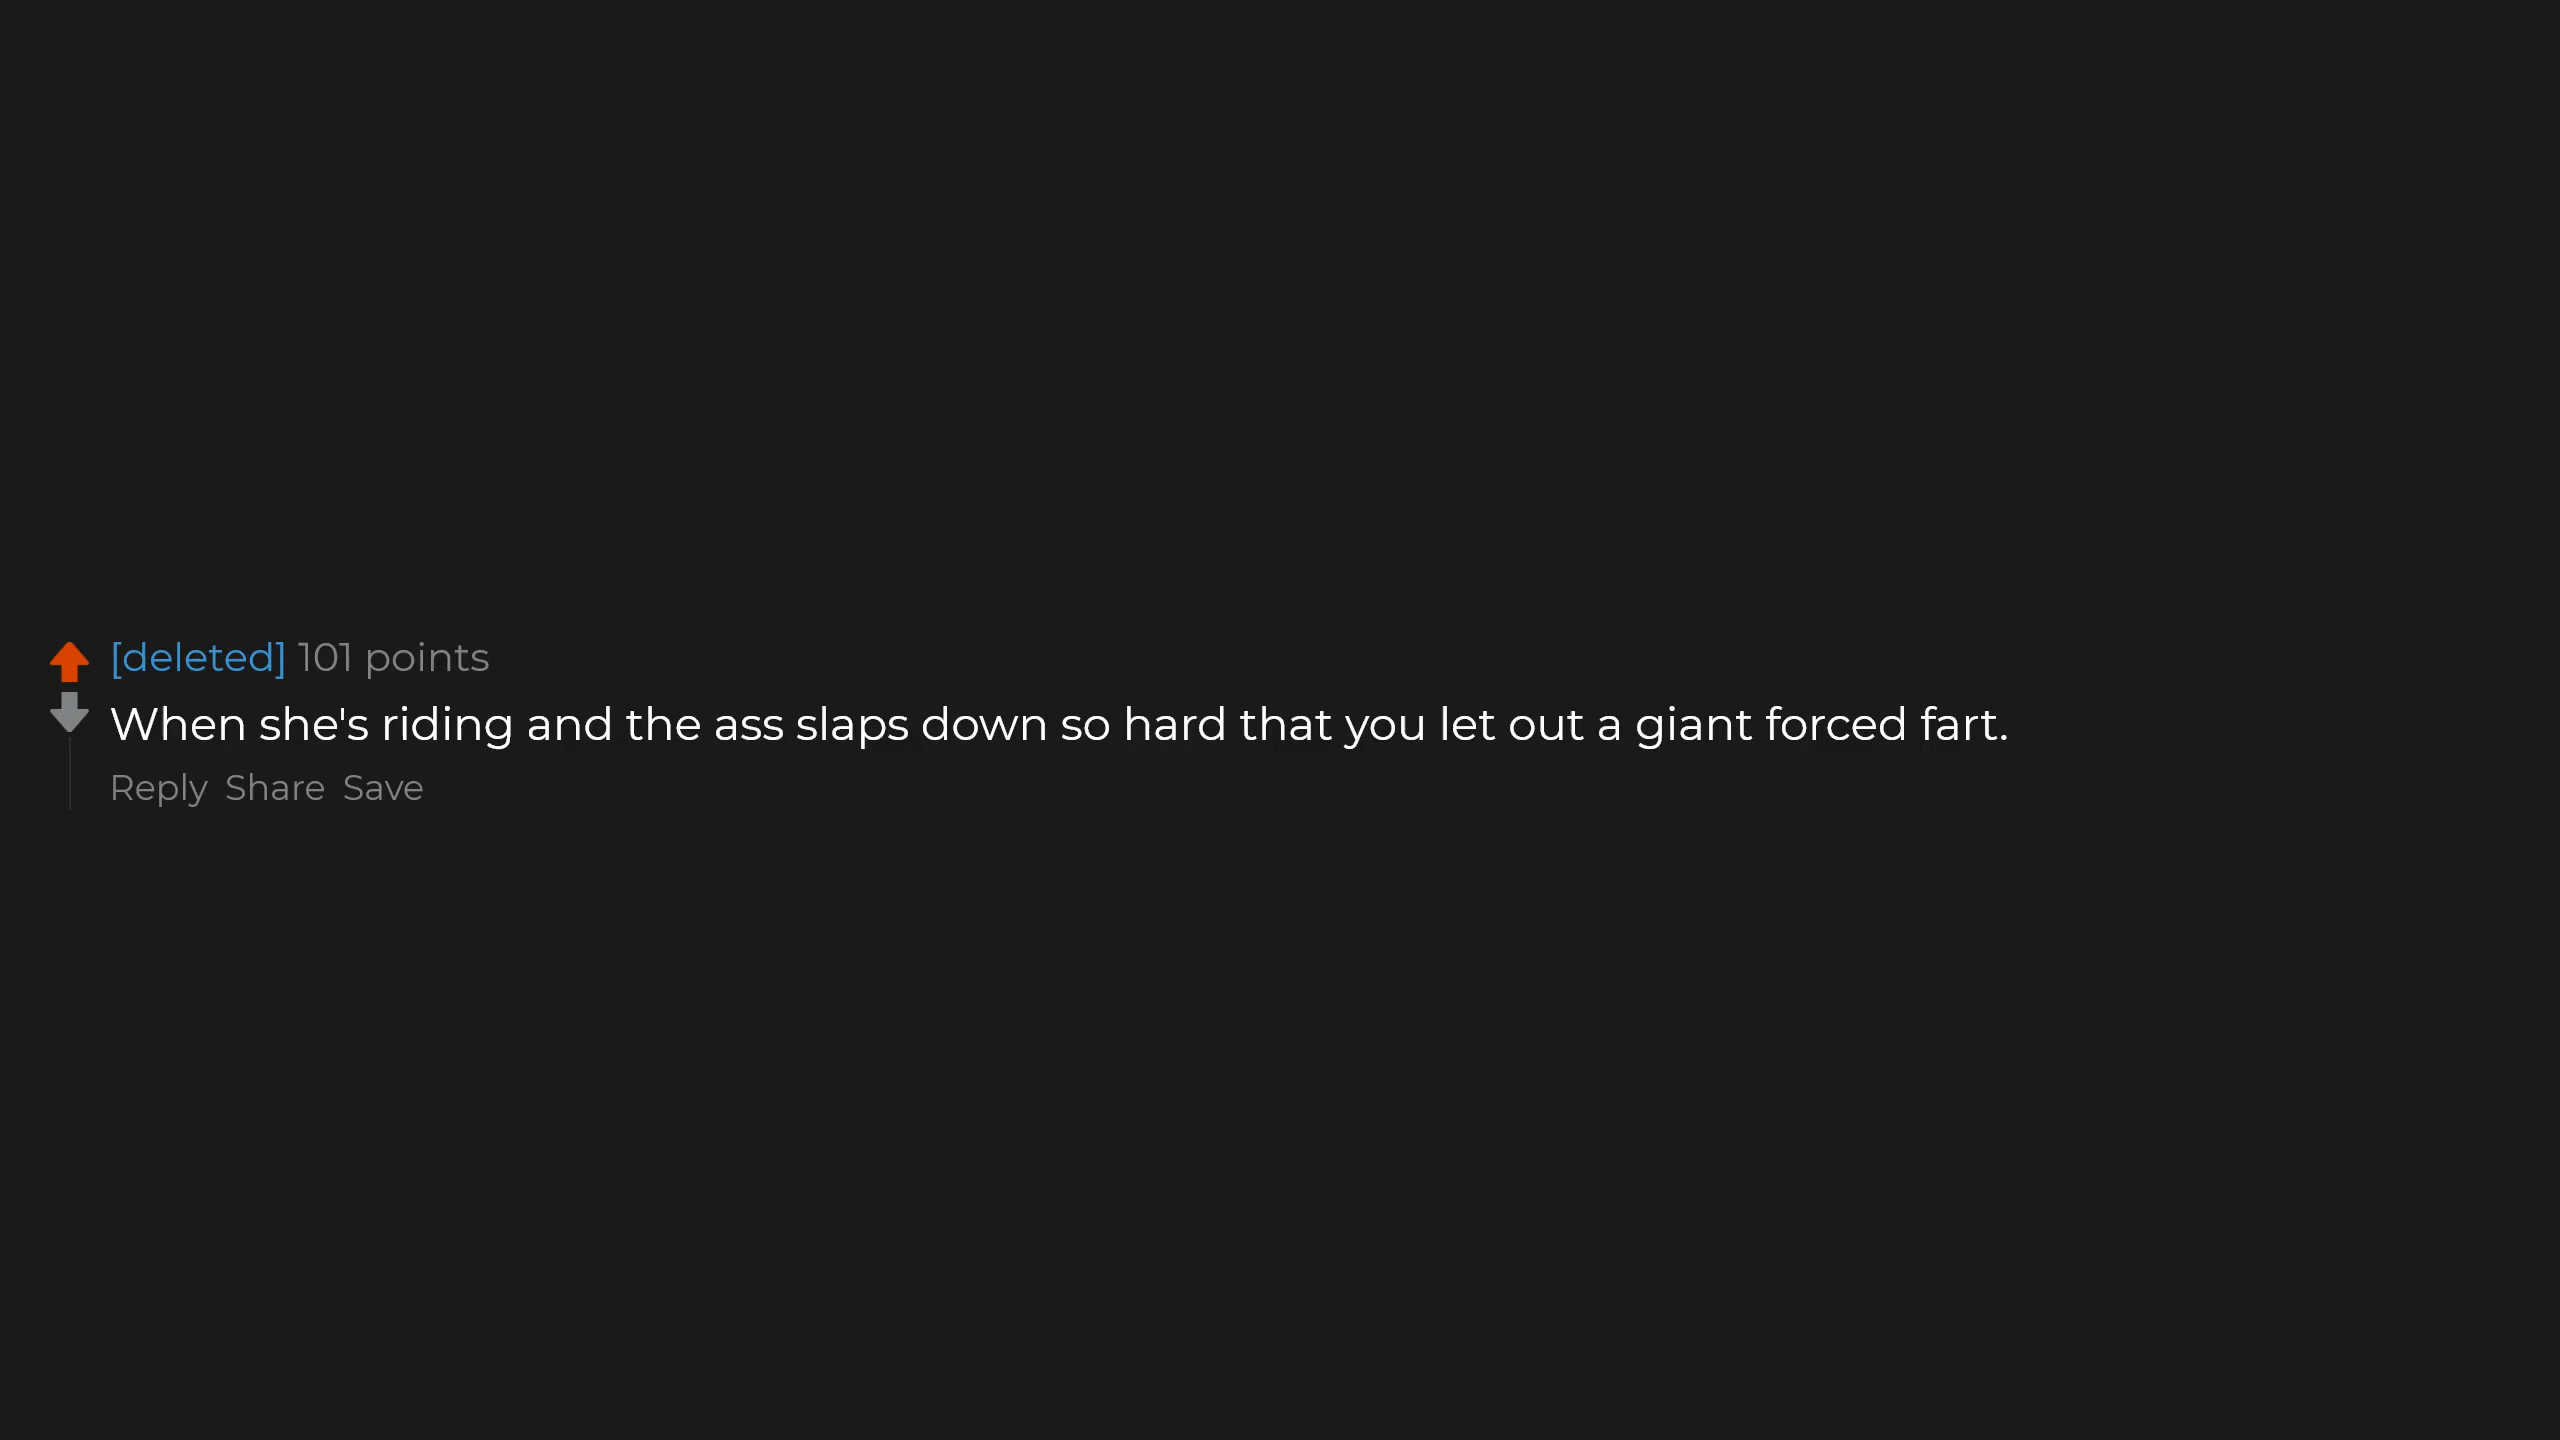 [deleted] 101 points
When she's riding and the ass slaps down so hard that you let out a giant forced fart.
Reply Share Save